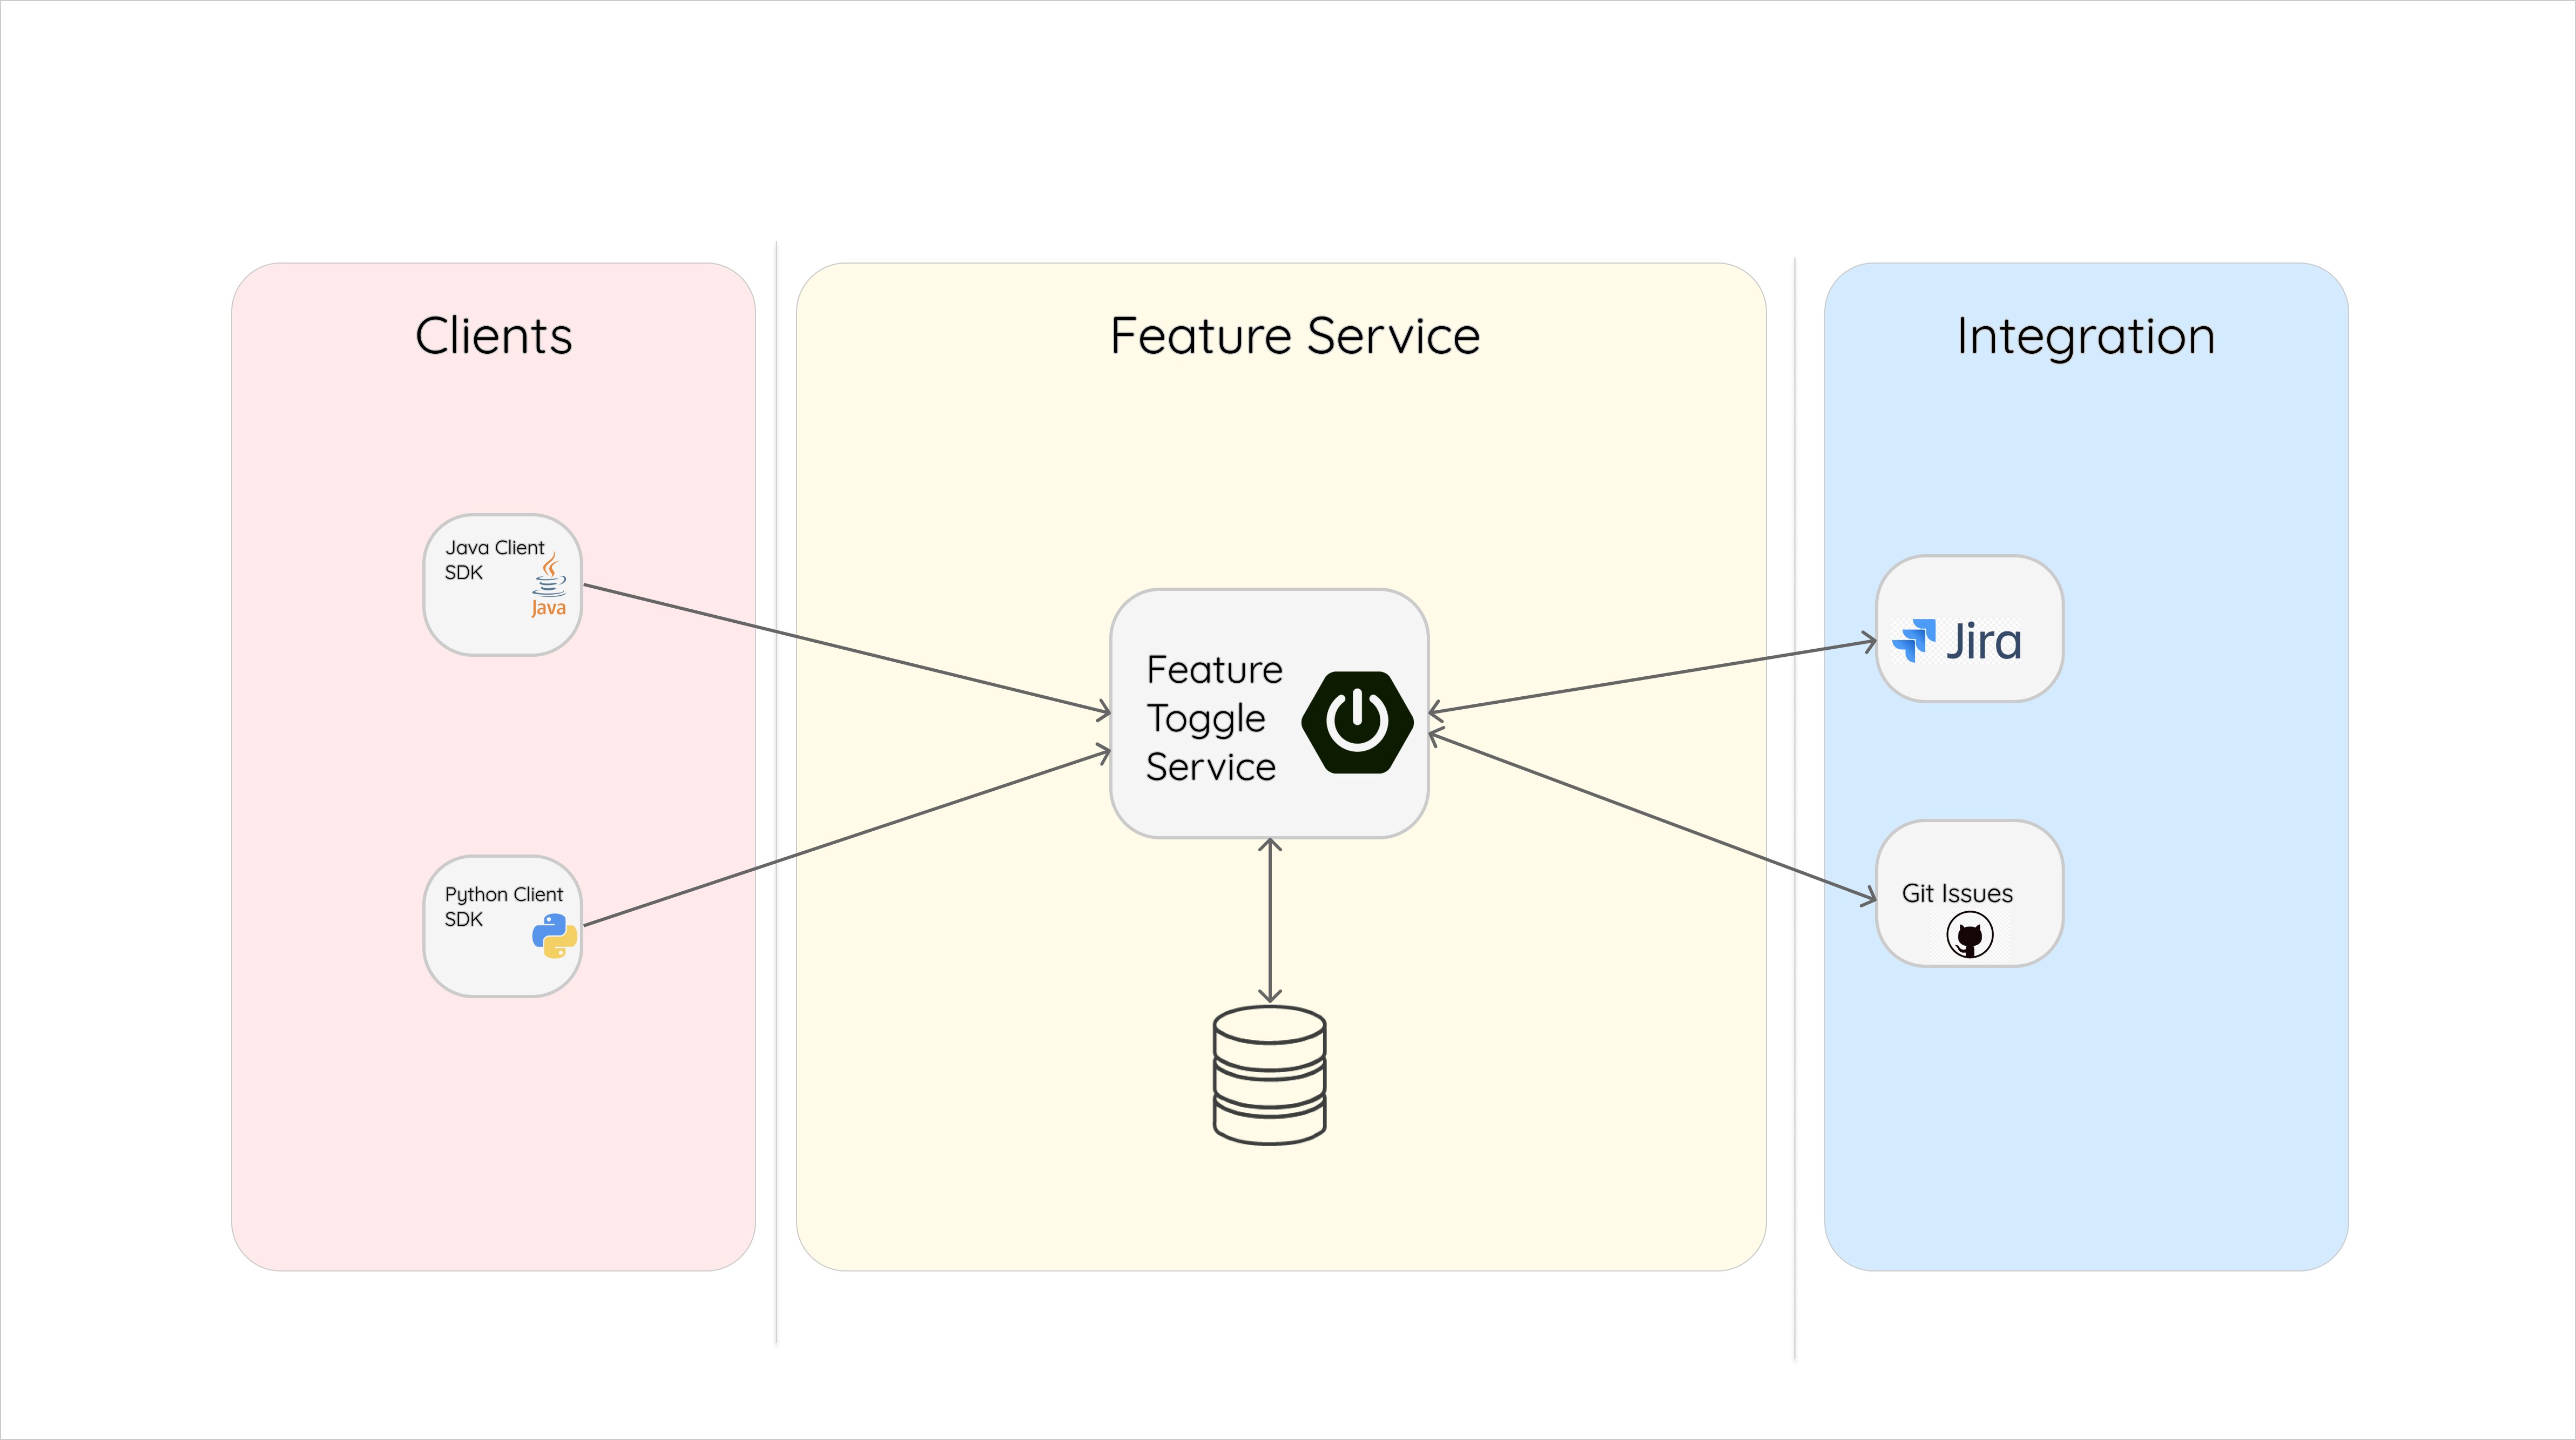 Clients
Feature Service
Integration
Java Client
SDK
Java
Python Client
SDK
Feature
Toggle
Service
Jira
Git Issues